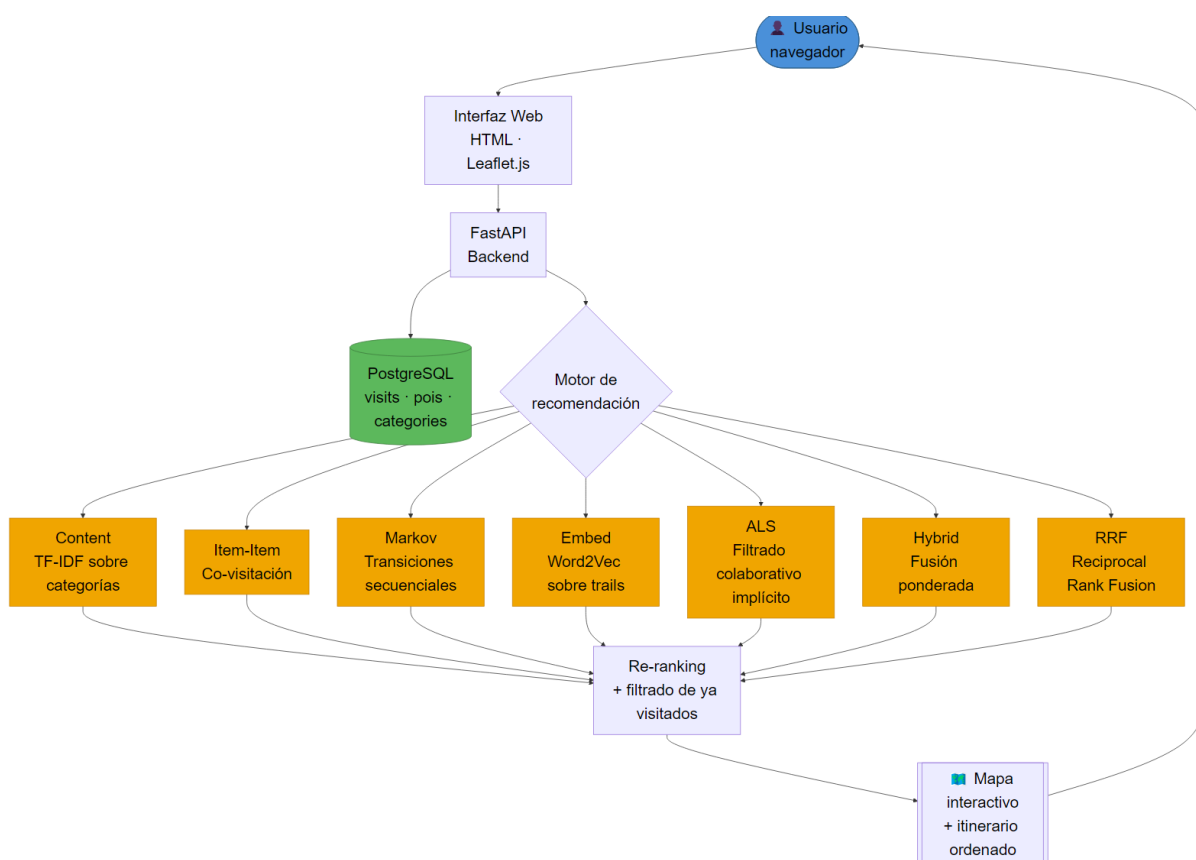 👤 Usuario
navegador
Interfaz Web
HTML ·
Leaflet.js
FastAPI
Backend
PostgreSQL
visits · pois ·
categories
Motor de
recomendación
Content
TF-IDF sobre
categorías
Item-Item
Co-visitación
Markov
Transiciones
secuenciales
Embed
Word2Vec
sobre trails
ALS
Filtrado
colaborativo
implícito
Hybrid
Fusión
ponderada
RRF
Reciprocal
Rank Fusion
Re-ranking
+ filtrado de ya
visitados
🗺️ Mapa
interactivo
+ itinerario
ordenado